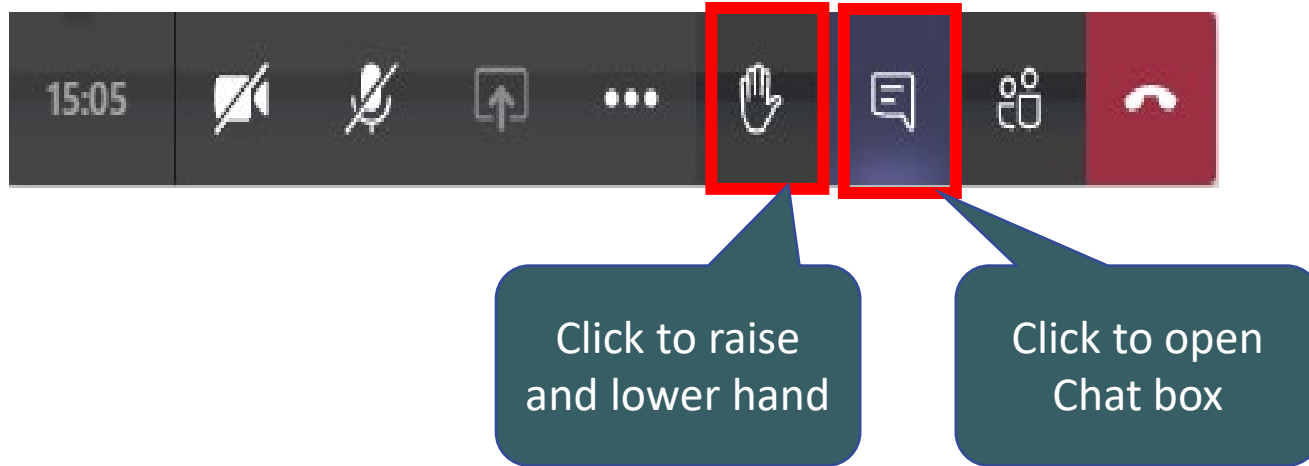 15:05
Click to raise
and lower hand
Click to open
Chat box